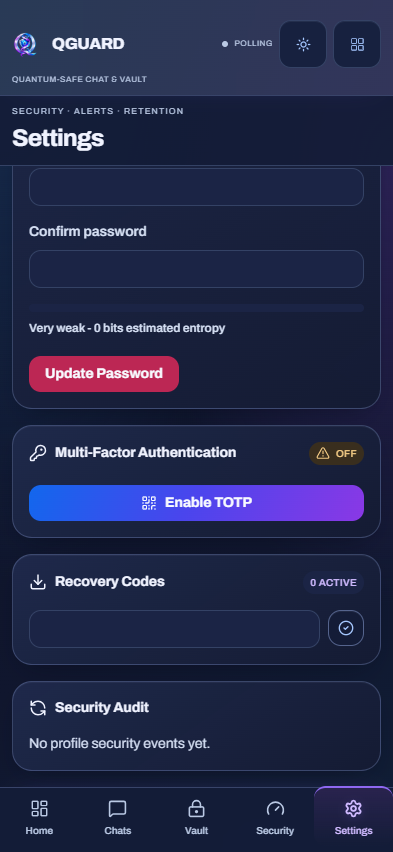 QGUARD
POLLING
QUANTUM-SAFE CHAT & VAULT
SECURITY · ALERTS · RETENTION
Settings
Confirm password
Very weak - 0 bits estimated entropy
Update Password
Multi-Factor Authentication
OFF
Enable TOTP
Recovery Codes
0 ACTIVE
Security Audit
No profile security events yet.
Home
Chats
Vault
Security
Settings